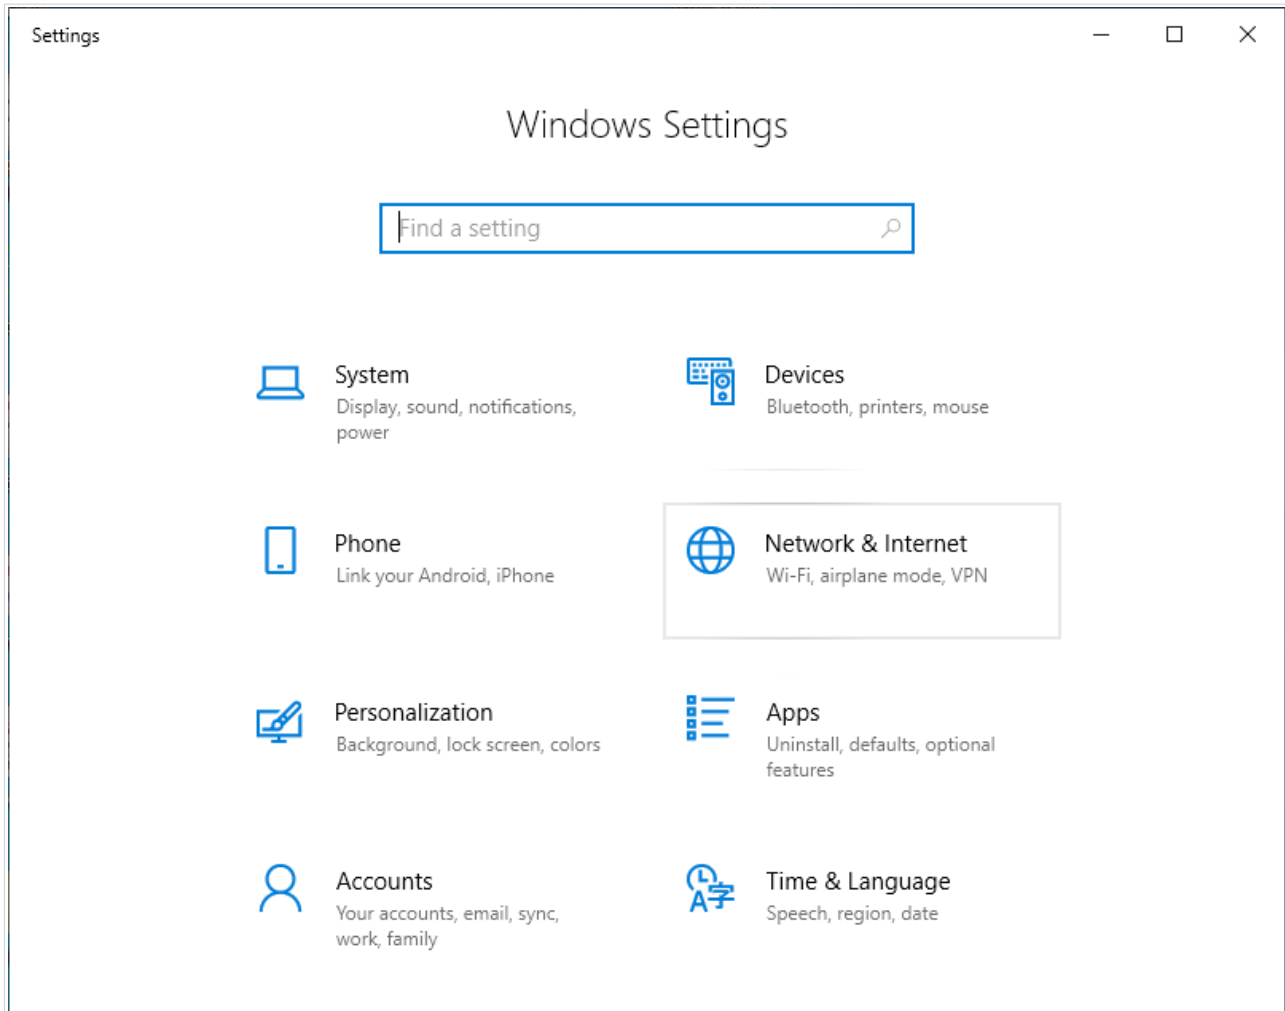 Settings
Windows Settings
Find a setting
System
Display, sound, notifications,
power
Devices
Bluetooth, printers, mouse
Phone
Link your Android, iPhone
Network & Internet
Wi-Fi, airplane mode, VPN
Personalization
Background, lock screen, colors
Apps
Uninstall, defaults, optional
features
Accounts
Your accounts, email, sync,
work, family
Time & Language
Speech, region, date